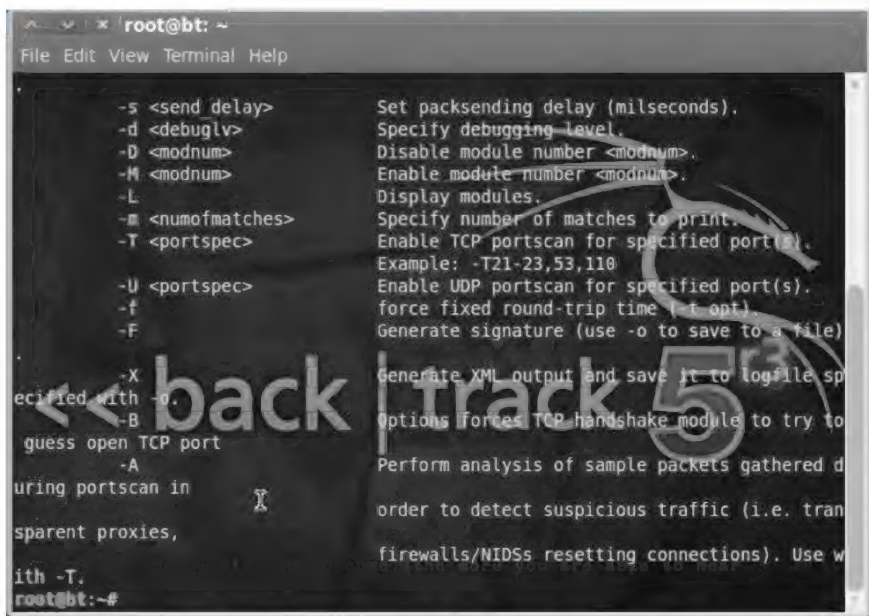 root@bt: ~
File Edit View Terminal Help
.
-s <send_delay> Set packsending delay (milseconds).
-d <debuglv> Specify debugging level.
-D <modnum> Disable module number <modnum>.
-M <modnum> Enable module number <modnum>.
-L Display modules.
-m <numofmatches> Specify number of matches to print.
-T <portspec> Enable TCP portscan for specified port(s).
Example: -T21-23,53,110
-U <portspec> Enable UDP portscan for specified port(s).
-f force fixed round-trip time (-t opt).
-F Generate signature (use -o to save to a file)
.
-X Generate XML output and save it to logfile sp
ecified with -o.
<< back | track 5 r3
-B Options forces TCP handshake module to try to
guess open TCP port
-A Perform analysis of sample packets gathered d
uring portscan in
order to detect suspicious traffic (i.e. tran
sparent proxies,
firewalls/NIDSs resetting connections). Use w
ith -T.
root@bt:~#